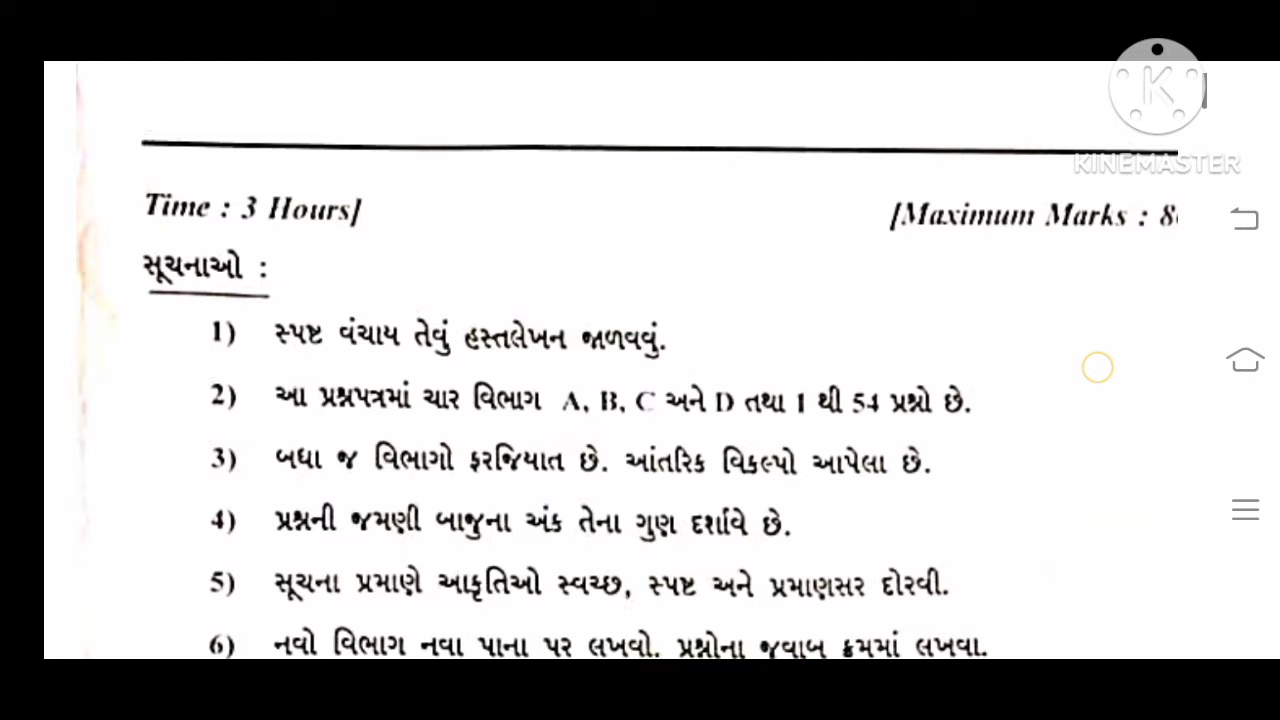 KINEMASTER
Time : 3 Hours] [Maximum Marks :
સૂચનાઓ :
1) સ્પષ્ટ વંચાય તેવું હસ્તલેખન જાળવવું.
2) આ પ્રશ્નપત્રમાં ચાર વિભાગ A, B, C અને D તથા 1 થી 54 પ્રશ્નો છે.
3) બધા જ વિભાગો ફરજિયાત છે. આંતરિક વિકલ્પો આપેલા છે.
4) પ્રશ્નની જમણી બાજુના અંક તેના ગુણ દર્શાવે છે.
5) સૂચના પ્રમાણે આકૃતિઓ સ્વચ્છ, સ્પષ્ટ અને પ્રમાણસર દોરવી.
6) નવો વિભાગ નવા પાના પર લખવો. પ્રશ્નોના જવાબ ક્રમમાં લખવા.